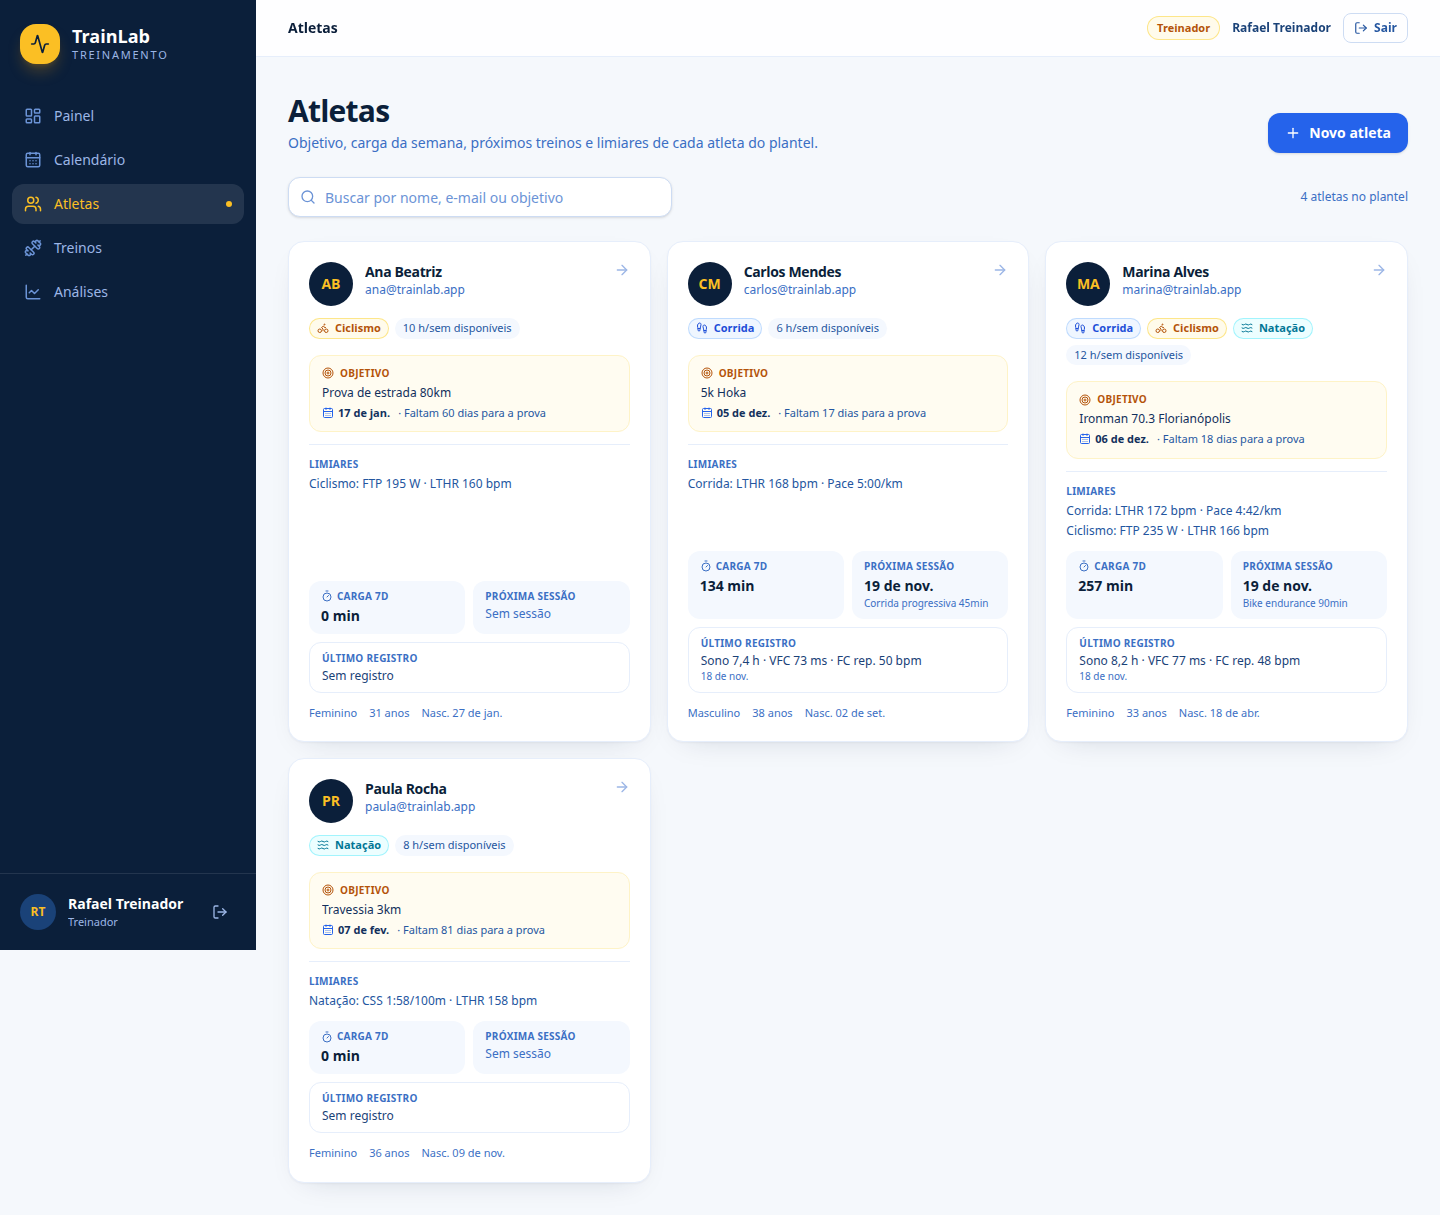 TrainLab
TREINAMENTO
Painel
Calendário
Atletas
Treinos
Análises
RT
Rafael Treinador
Treinador
Atletas
Treinador
Rafael Treinador
Sair
Atletas
Objetivo, carga da semana, próximos treinos e limiares de cada atleta do plantel.
Novo atleta
Buscar por nome, e-mail ou objetivo
4 atletas no plantel
AB
Ana Beatriz
ana@trainlab.app
Ciclismo
10 h/sem disponíveis
OBJETIVO
Prova de estrada 80km
17 de jan. · Faltam 60 dias para a prova
LIMIARES
Ciclismo: FTP 195 W · LTHR 160 bpm
CARGA 7D
0 min
PRÓXIMA SESSÃO
Sem sessão
ÚLTIMO REGISTRO
Sem registro
Feminino 31 anos Nasc. 27 de jan.
CM
Carlos Mendes
carlos@trainlab.app
Corrida
6 h/sem disponíveis
OBJETIVO
5k Hoka
05 de dez. · Faltam 17 dias para a prova
LIMIARES
Corrida: LTHR 168 bpm · Pace 5:00/km
CARGA 7D
134 min
PRÓXIMA SESSÃO
19 de nov.
Corrida progressiva 45min
ÚLTIMO REGISTRO
Sono 7,4 h · VFC 73 ms · FC rep. 50 bpm
18 de nov.
Masculino 38 anos Nasc. 02 de set.
MA
Marina Alves
marina@trainlab.app
Corrida
Ciclismo
Natação
12 h/sem disponíveis
OBJETIVO
Ironman 70.3 Florianópolis
06 de dez. · Faltam 18 dias para a prova
LIMIARES
Corrida: LTHR 172 bpm · Pace 4:42/km
Ciclismo: FTP 235 W · LTHR 166 bpm
CARGA 7D
257 min
PRÓXIMA SESSÃO
19 de nov.
Bike endurance 90min
ÚLTIMO REGISTRO
Sono 8,2 h · VFC 77 ms · FC rep. 48 bpm
18 de nov.
Feminino 33 anos Nasc. 18 de abr.
PR
Paula Rocha
paula@trainlab.app
Natação
8 h/sem disponíveis
OBJETIVO
Travessia 3km
07 de fev. · Faltam 81 dias para a prova
LIMIARES
Natação: CSS 1:58/100m · LTHR 158 bpm
CARGA 7D
0 min
PRÓXIMA SESSÃO
Sem sessão
ÚLTIMO REGISTRO
Sem registro
Feminino 36 anos Nasc. 09 de nov.